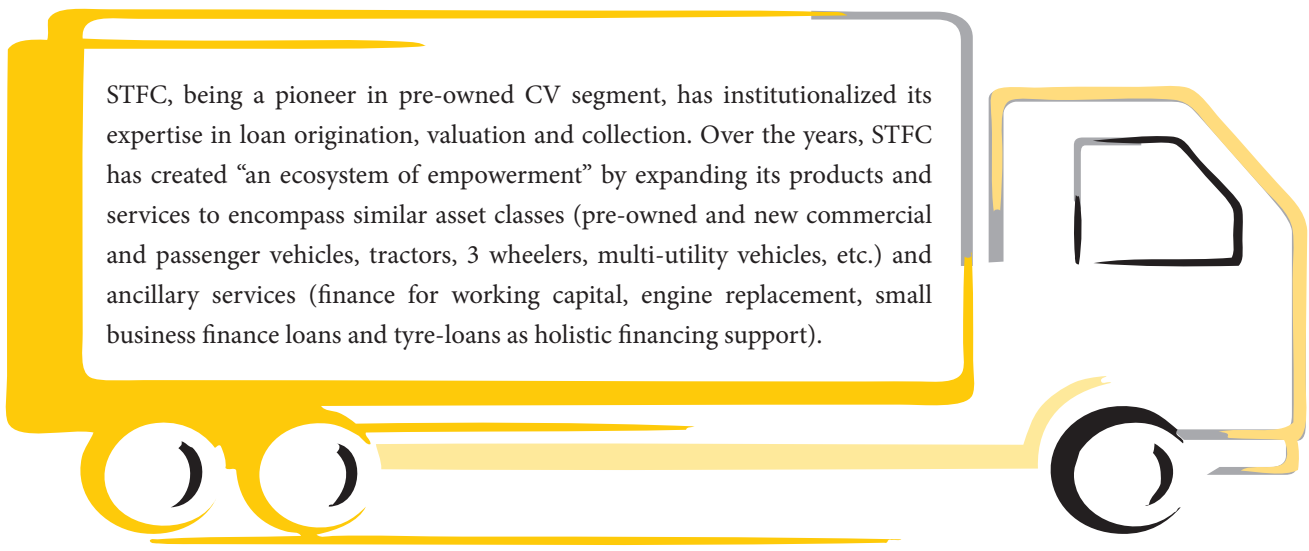 STFC, being a pioneer in pre-owned CV segment, has institutionalized its
expertise in loan origination, valuation and collection. Over the years, STFC
has created “an ecosystem of empowerment” by expanding its products and
services to encompass similar asset classes (pre-owned and new commercial
and passenger vehicles, tractors, 3 wheelers, multi-utility vehicles, etc.) and
ancillary services (finance for working capital, engine replacement, small
business finance loans and tyre-loans as holistic financing support).